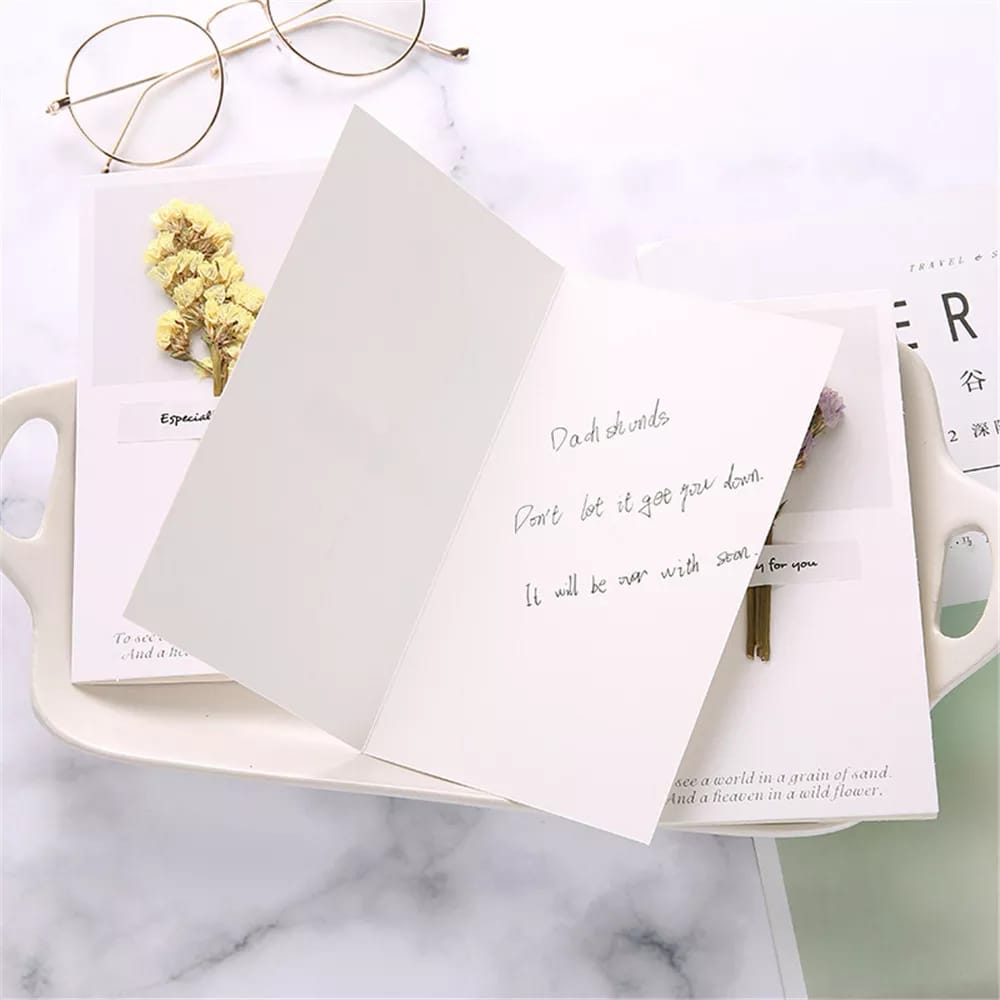 TRAVEL & S
ER
谷
2 深
Especial
Dachshunds
Don't let it get you down.
It will be over with soon.
y for you
To see
And a hea
see a world in a grain of sand.
And a heaven in a wild flower.